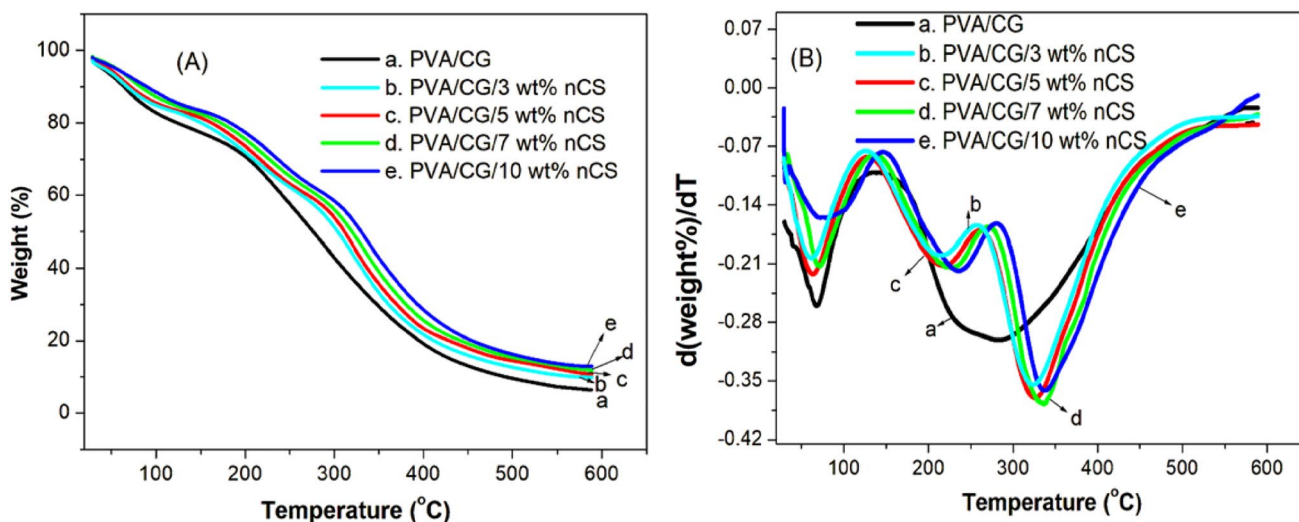 (A)
a. PVA/CG
b. PVA/CG/3 wt% nCS
c. PVA/CG/5 wt% nCS
d. PVA/CG/7 wt% nCS
e. PVA/CG/10 wt% nCS
Weight (%)
100
80
60
40
20
0
e
d
c
b
a
0
100
200
300
400
500
600
Temperature (°C)
(B)
a. PVA/CG
b. PVA/CG/3 wt% nCS
c. PVA/CG/5 wt% nCS
d. PVA/CG/7 wt% nCS
e. PVA/CG/10 wt% nCS
d(weight%)/dT
0.07
0.00
-0.07
-0.14
-0.21
-0.28
-0.35
-0.42
b
c
a
e
d
100
200
300
400
500
600
Temperature (°C)